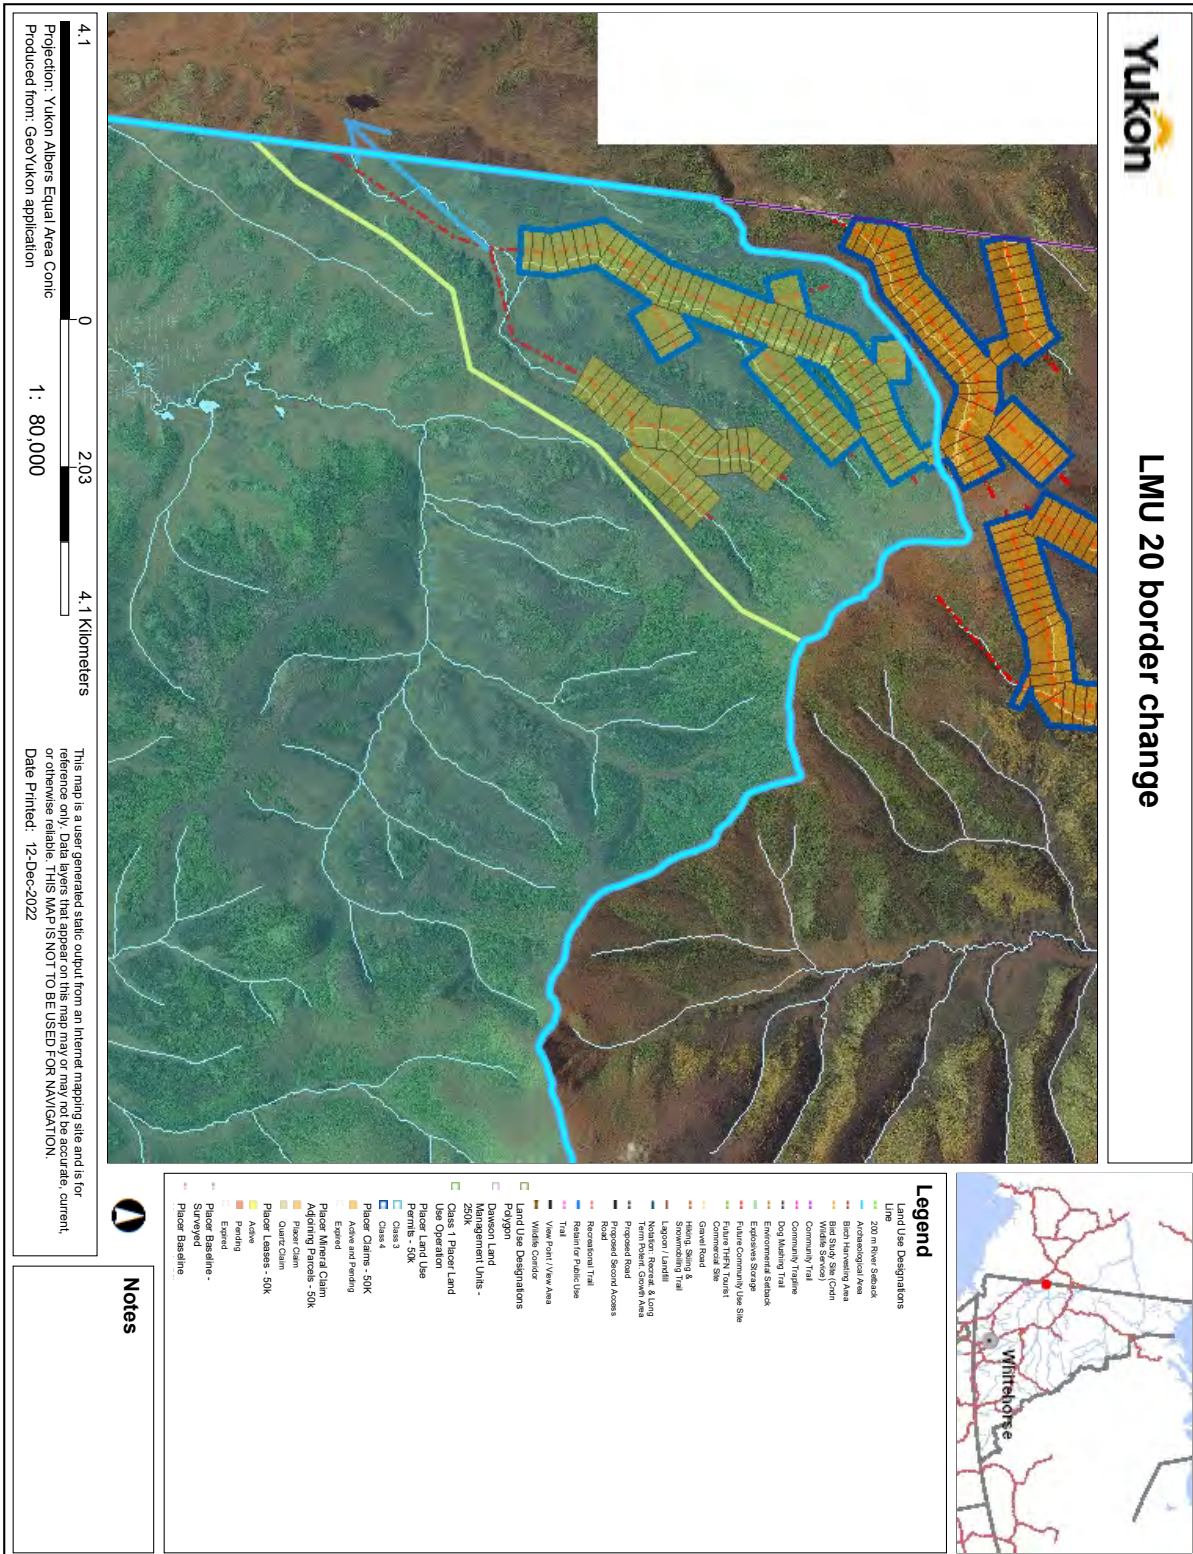 Yukon
LMU 20 border change
Whitehorse
Legend
Land Use Designations
Line
200 m River Setback
Archaeological Area
Birch Harvesting Area
Bird Study Site (Cndn
Wildlife Service)
Community Trail
Community Trapline
Dog Mushing Trail
Environmental Setback
Explosives Storage
Future Community Use Site
Future THFN Tourist
Commercial Site
Gravel Road
Hiking, Skiing &
Snowmobiling Trail
Lagoon / Landfill
Notation: Recreat. & Long
Term Potent. Growth Area
Proposed Road
Proposed Second Access
Road
Recreational Trail
Retain for Public Use
Trail
View Point / View Area
Wildlife Corridor
Land Use Designations
Polygon
Dawson Land
Management Units -
250k
Class 1 Placer Land
Use Operation
Placer Land Use
Permits - 50k
Class 3
Class 4
Placer Claims - 50K
Active and Pending
Expired
Placer Mineral Claim
Adjoining Parcels - 50k
Placer Claim
Quartz Claim
Placer Leases - 50k
Active
Pending
Expired
Placer Baseline -
Surveyed
Placer Baseline
Notes
4.1
0
2.03
4.1 Kilometers
1: 80,000
Projection: Yukon Albers Equal Area Conic
Produced from: GeoYukon application
This map is a user generated static output from an Internet mapping site and is for
reference only. Data layers that appear on this map may or may not be accurate, current,
or otherwise reliable. THIS MAP IS NOT TO BE USED FOR NAVIGATION.
Date Printed: 12-Dec-2022